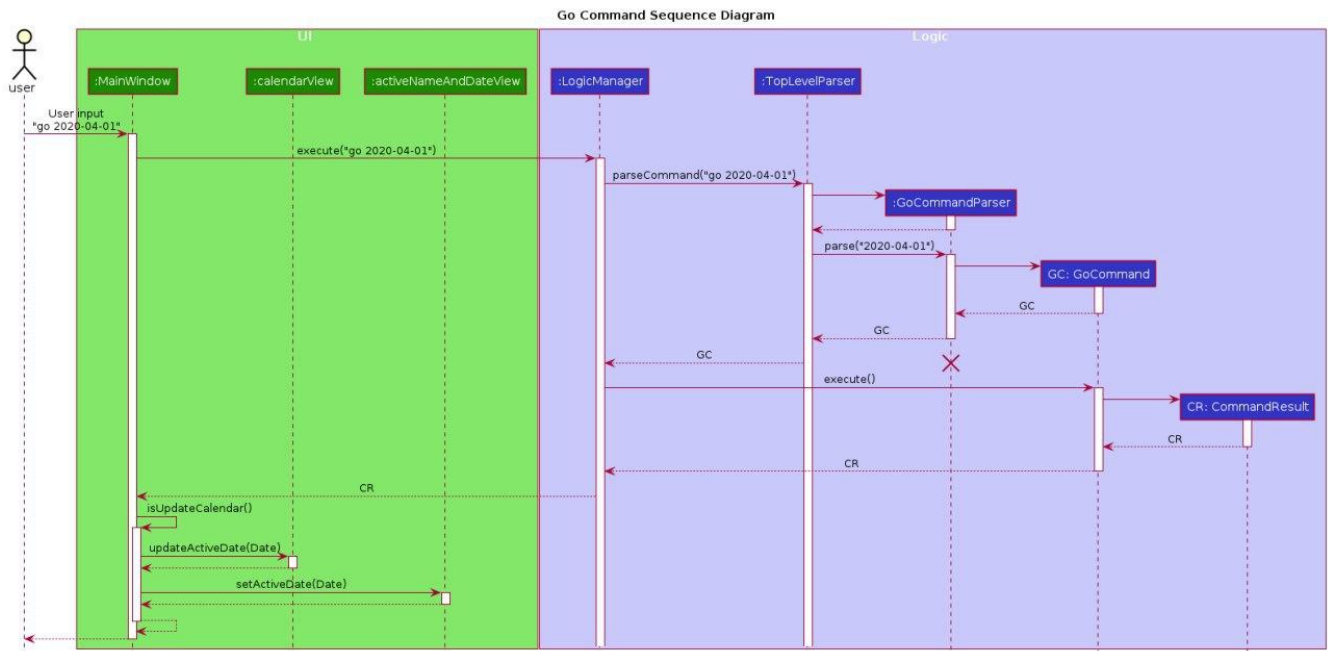 Go Command Sequence Diagram
UI
Logic
user
:MainWindow
:calendarView
:activeNameAndDateView
:LogicManager
:TopLevelParser
User input
"go 2020-04-01"
execute("go 2020-04-01")
parseCommand("go 2020-04-01")
:GoCommandParser
parse("2020-04-01")
GC: GoCommand
GC
GC
GC
execute()
CR: CommandResult
CR
CR
CR
isUpdateCalendar()
updateActiveDate(Date)
setActiveDate(Date)